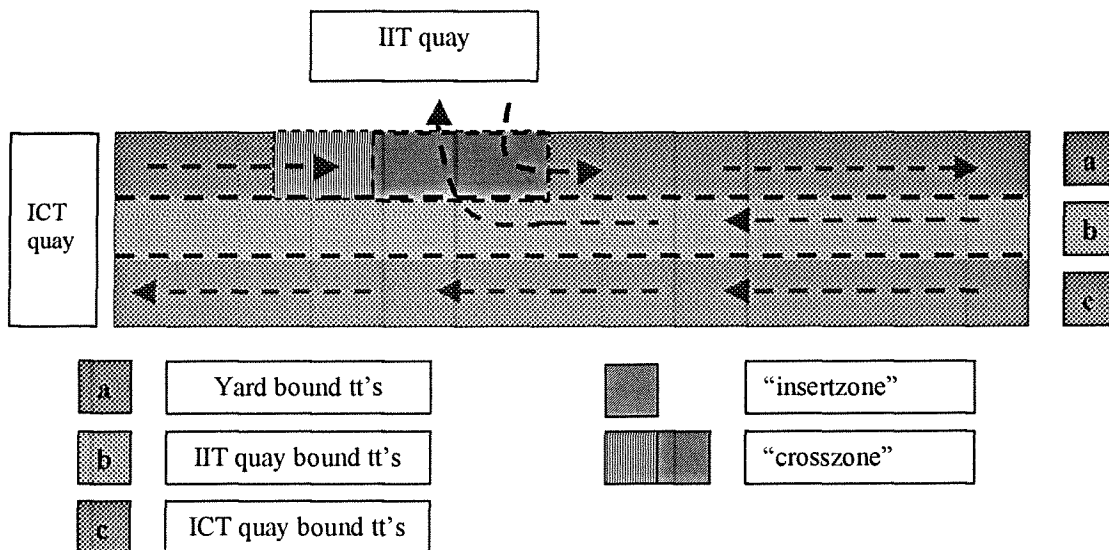 IIT quay
ICT
quay
a
b
c
a
Yard bound tt's
"insertzone"
b
IIT quay bound tt's
"crosszone"
c
ICT quay bound tt's